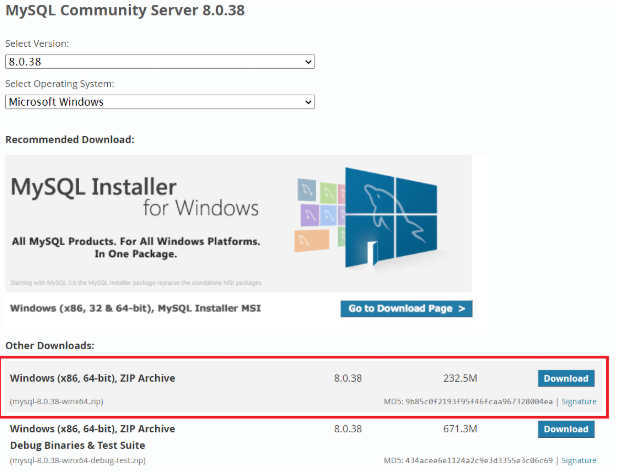 MySQL Community Server 8.0.38
Select Version:
8.0.38
Select Operating System:
Microsoft Windows
Recommended Download:
MySQL Installer
for Windows
All MySQL Products. For All Windows Platforms.
In One Package.
Starting with MySQL 5.6 the MySQL Installer package replaces the standalone MSI packages.
Windows (x86, 32 & 64-bit), MySQL Installer MSI
Go to Download Page >
Other Downloads:
Windows (x86, 64-bit), ZIP Archive 8.0.38 232.5M Download
(mysql-8.0.38-winx64.zip) MD5: 9b85c0f2193f95f46fcaa967328004ea | Signature
Windows (x86, 64-bit), ZIP Archive 8.0.38 671.3M Download
Debug Binaries & Test Suite
(mysql-8.0.38-winx64-debug-test.zip) MD5: 434acee6e1124a2c9e3d3355e3c06c69 | Signature